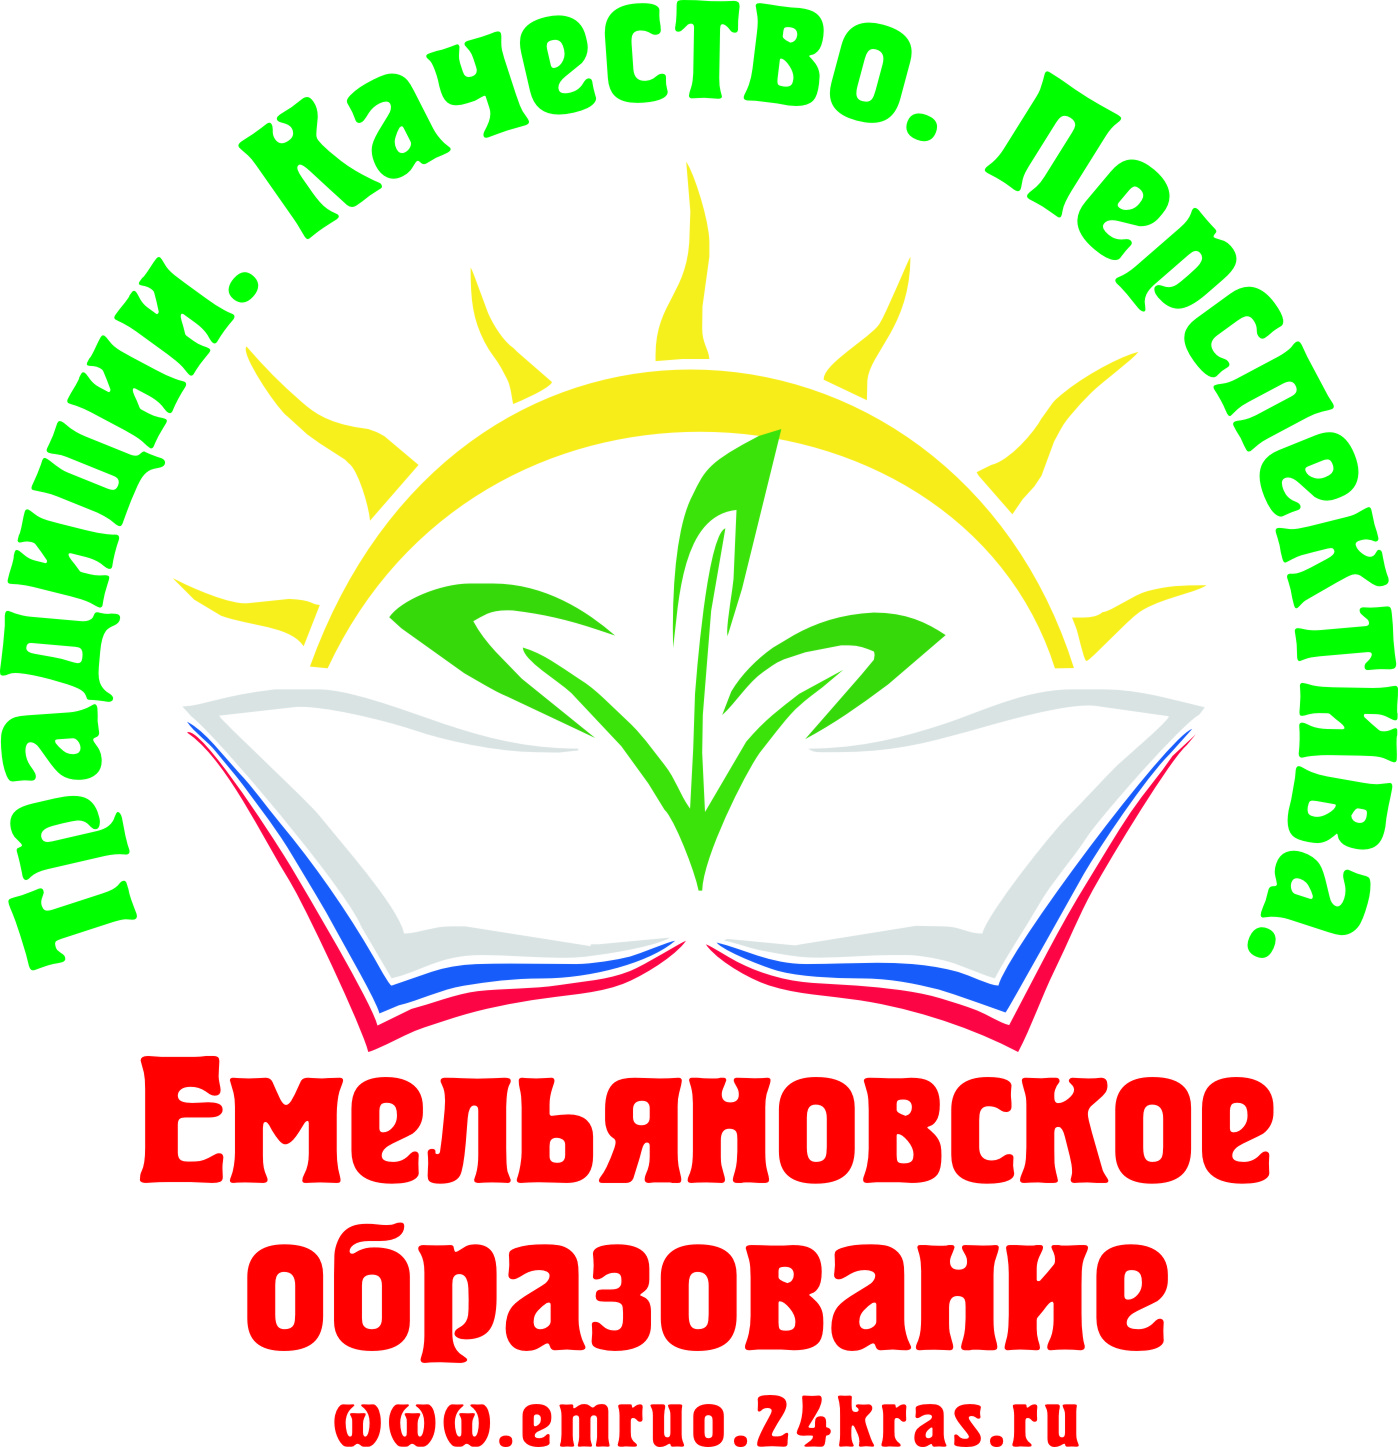 Традиции. Качество. Перспектива.
Емельяновское
образование
www.emruo.24kras.ru